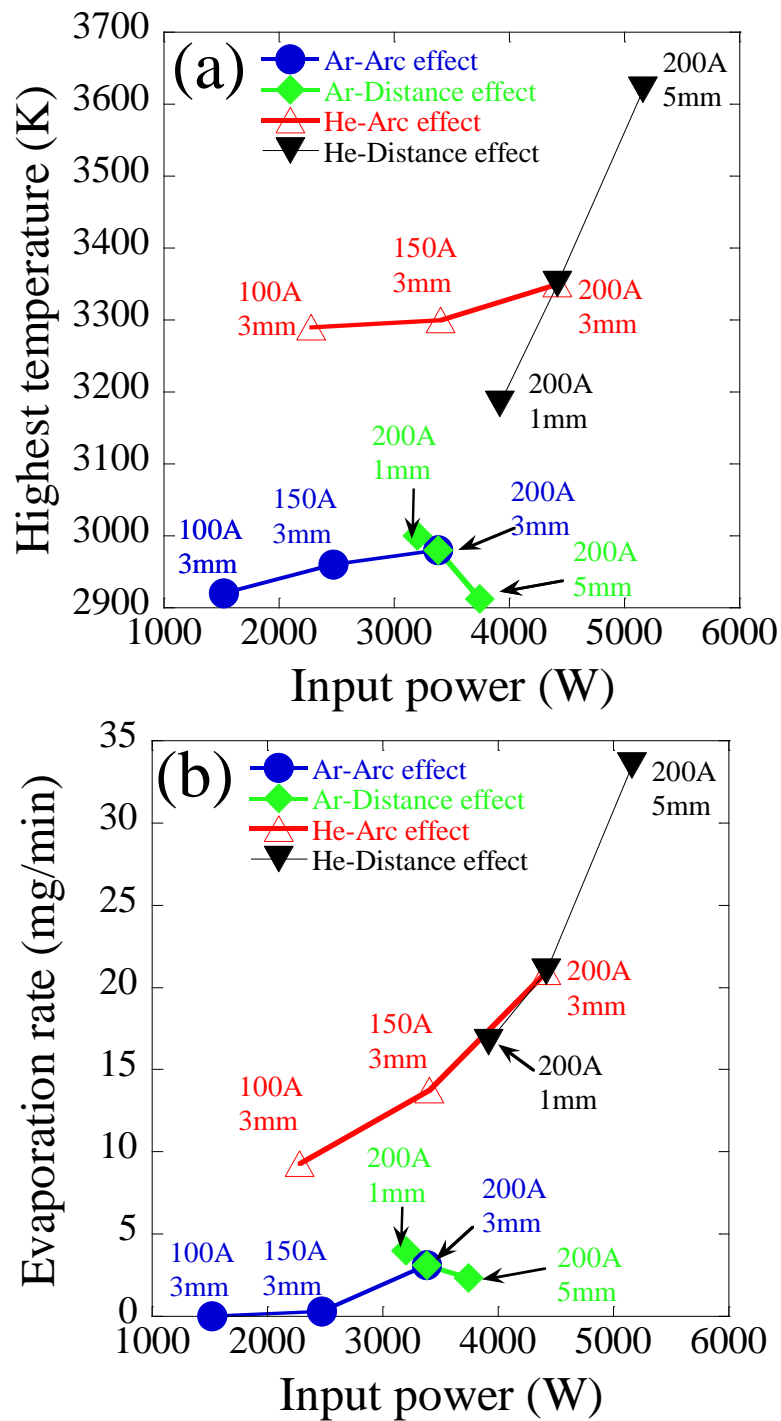 (a)
Ar-Arc effect
Ar-Distance effect
He-Arc effect
He-Distance effect
Highest temperature (K)
3700
3600
3500
3400
3300
3200
3100
3000
2900
200A
5mm
150A
3mm
100A
3mm
200A
3mm
200A
1mm
200A
1mm
150A
3mm
200A
3mm
100A
3mm
200A
5mm
1000 2000 3000 4000 5000 6000
Input power (W)
(b)
Ar-Arc effect
Ar-Distance effect
He-Arc effect
He-Distance effect
Evaporation rate (mg/min)
35
30
25
20
15
10
5
0
200A
5mm
200A
3mm
150A
3mm
200A
1mm
100A
3mm
200A
1mm
200A
3mm
100A
3mm
150A
3mm
200A
5mm
1000 2000 3000 4000 5000 6000
Input power (W)